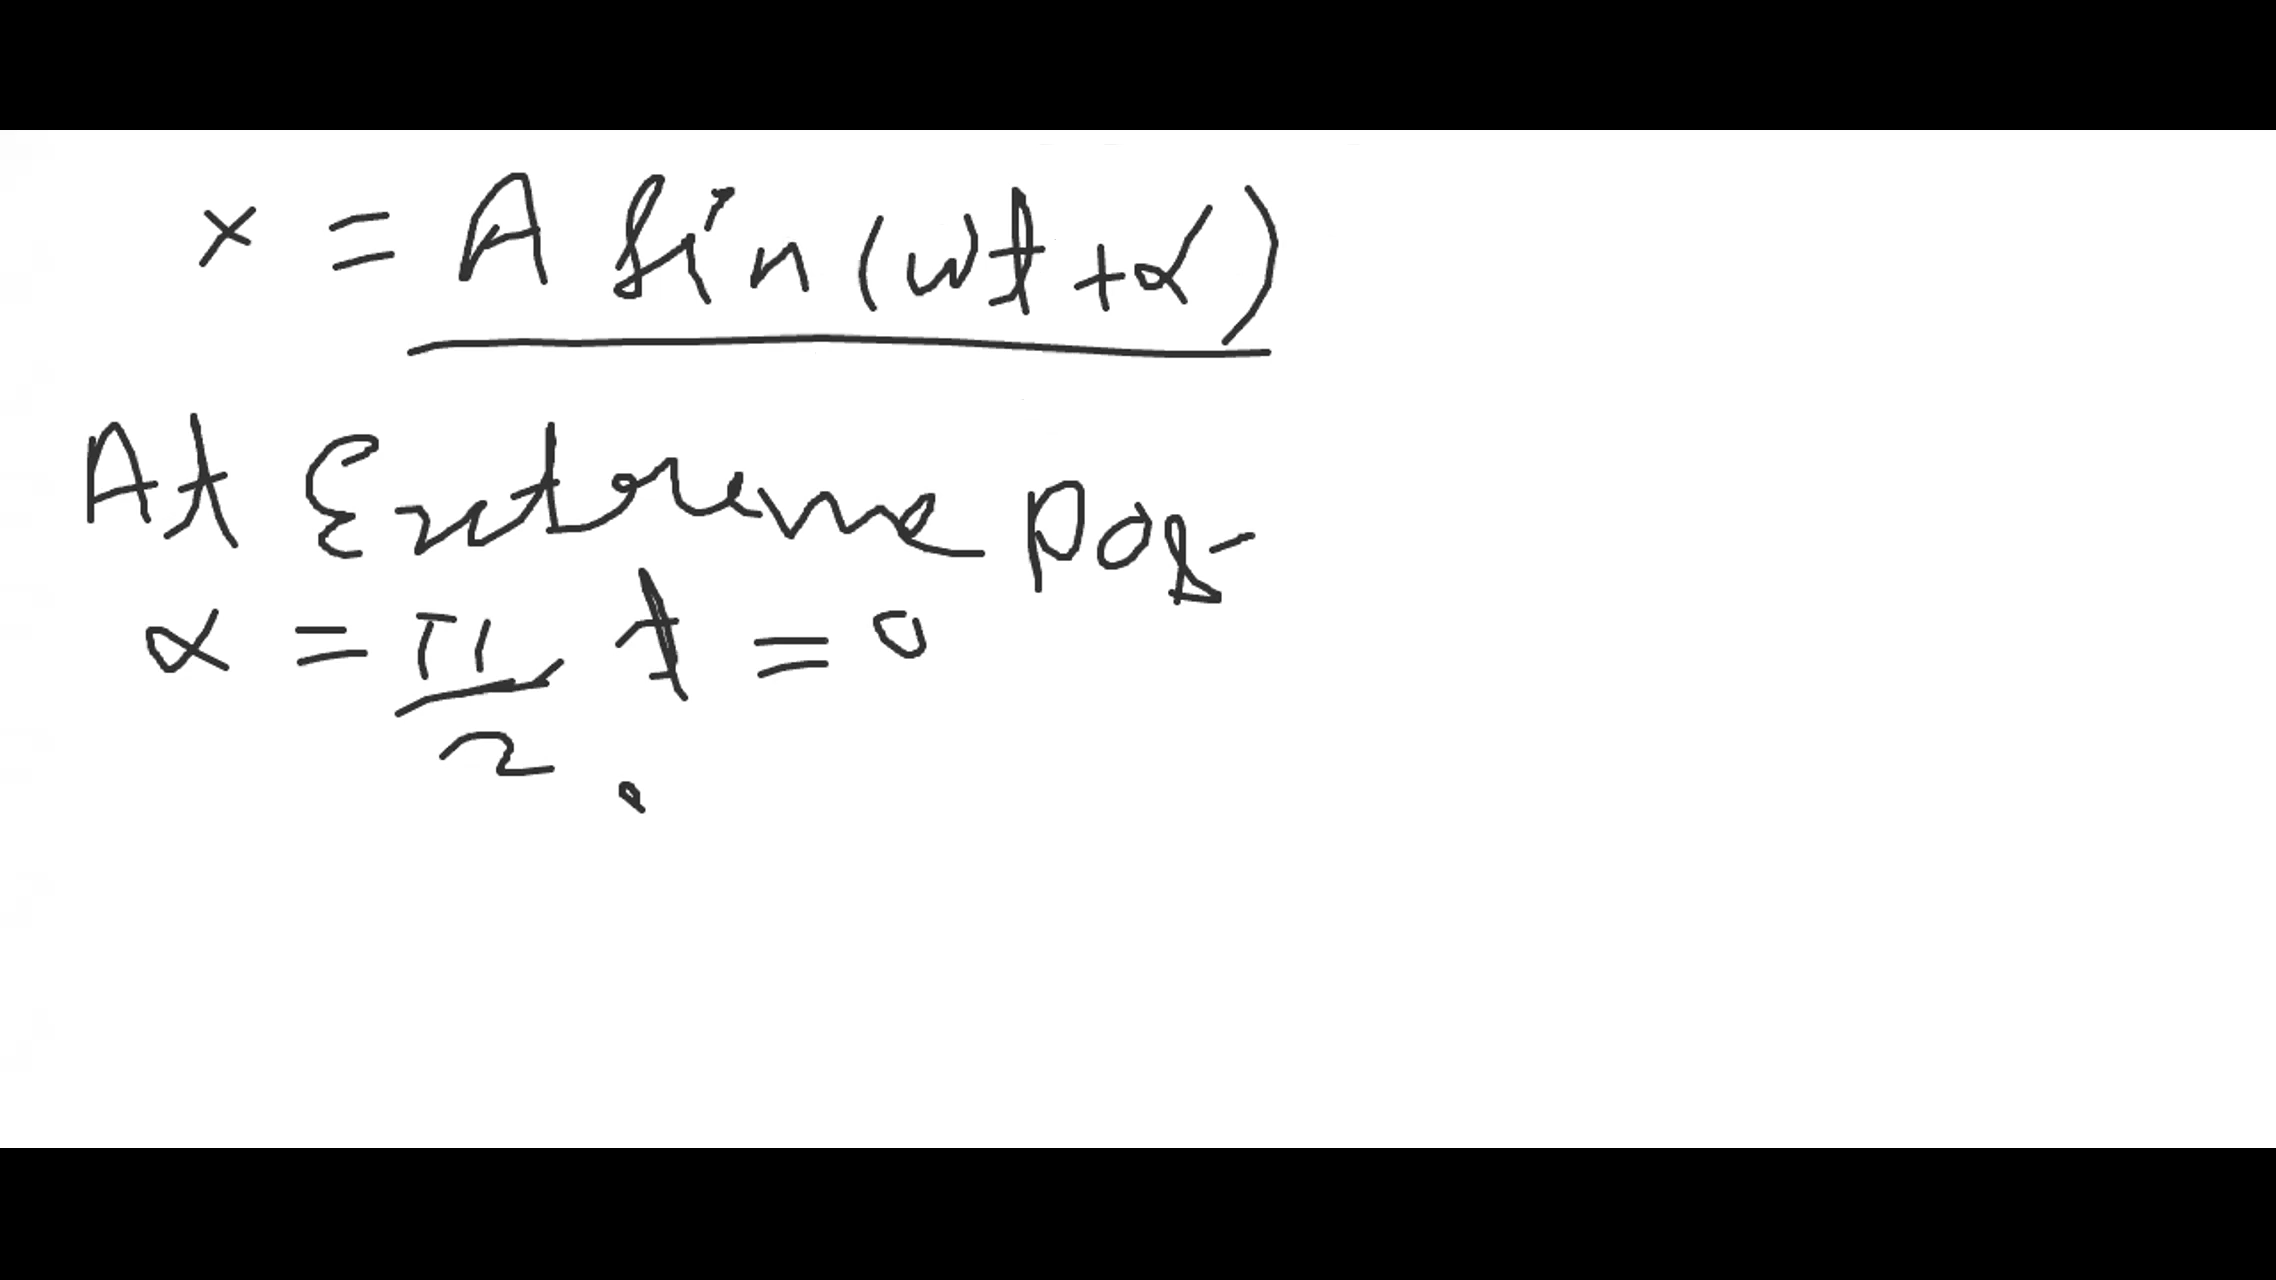 x = A sin(ωt+α)
At Extreme pos-
α = π/2, t = 0